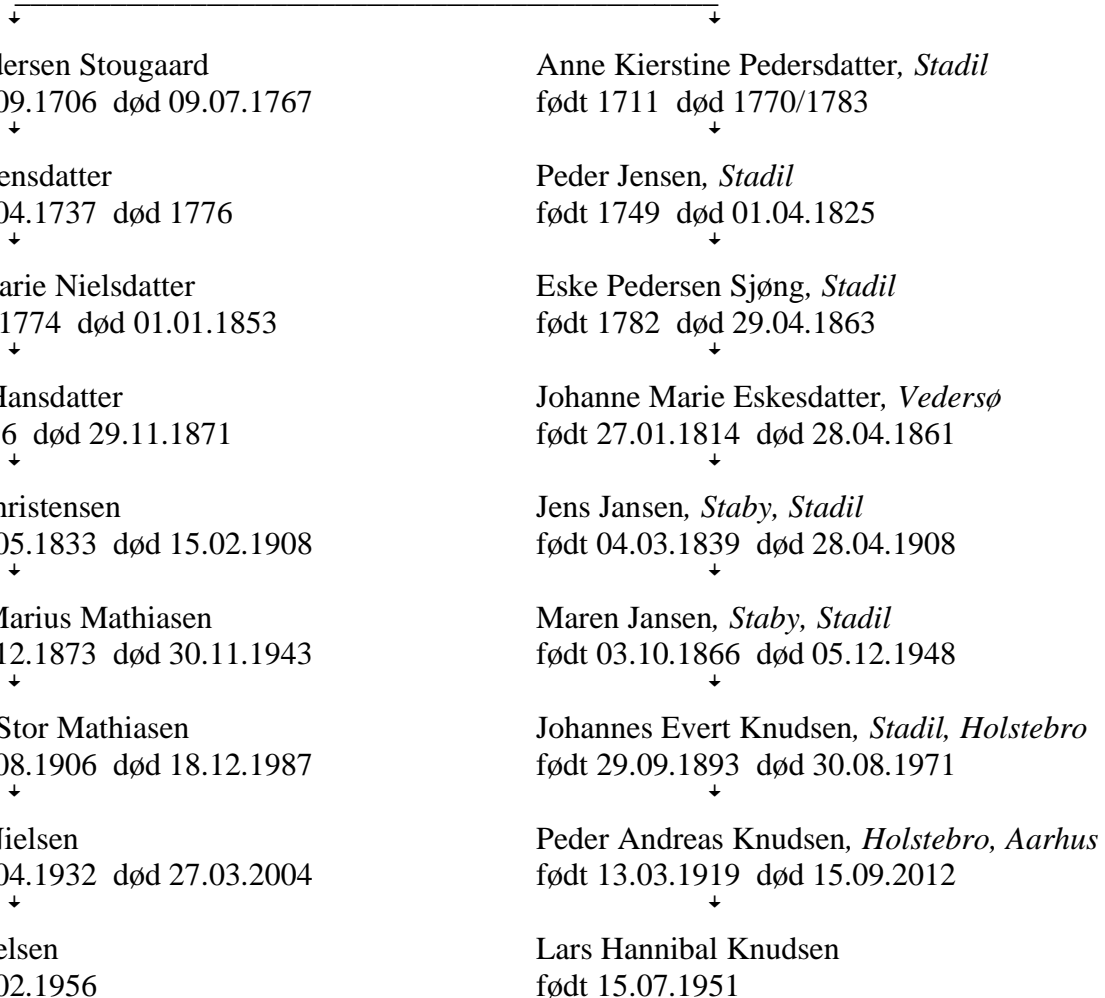 dersen Stougaard
09.1706 død 09.07.1767
ensdatter
04.1737 død 1776
arie Nielsdatter
1774 død 01.01.1853
Hansdatter
6 død 29.11.1871
hristensen
05.1833 død 15.02.1908
Marius Mathiasen
12.1873 død 30.11.1943
Stor Mathiasen
08.1906 død 18.12.1987
Nielsen
04.1932 død 27.03.2004
elsen
02.1956
Anne Kierstine Pedersdatter, Stadil
født 1711 død 1770/1783
Peder Jensen, Stadil
født 1749 død 01.04.1825
Eske Pedersen Sjøng, Stadil
født 1782 død 29.04.1863
Johanne Marie Eskesdatter, Vedersø
født 27.01.1814 død 28.04.1861
Jens Jansen, Staby, Stadil
født 04.03.1839 død 28.04.1908
Maren Jansen, Staby, Stadil
født 03.10.1866 død 05.12.1948
Johannes Evert Knudsen, Stadil, Holstebro
født 29.09.1893 død 30.08.1971
Peder Andreas Knudsen, Holstebro, Aarhus
født 13.03.1919 død 15.09.2012
Lars Hannibal Knudsen
født 15.07.1951